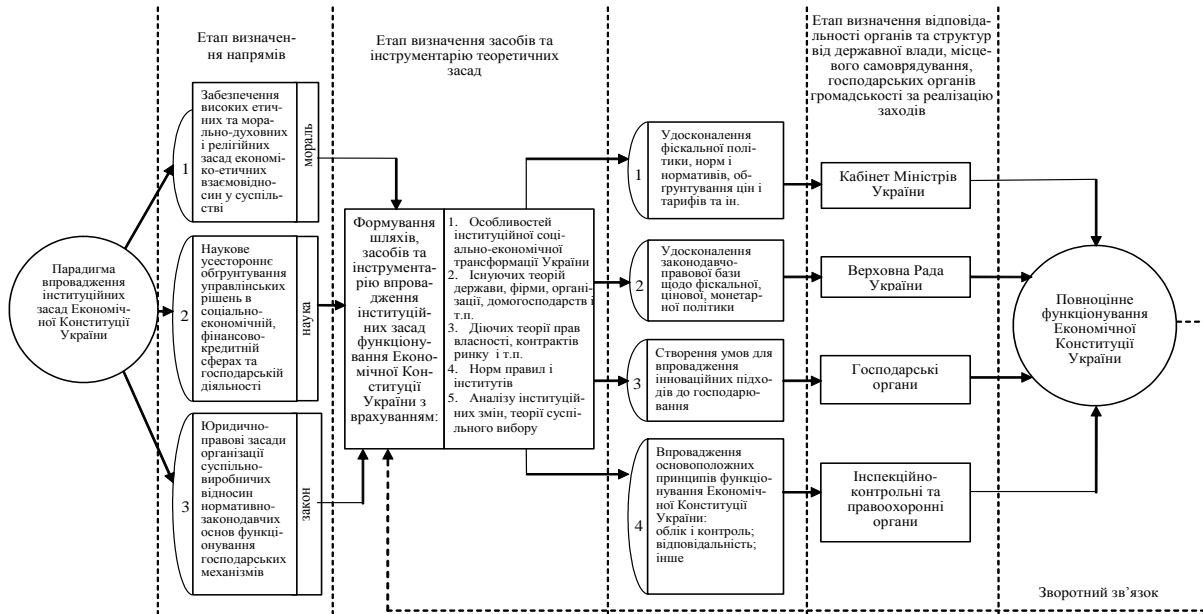 Етап визначен-
ня напрямів
Етап визначення засобів та
інструментарію теоретичних
засад
Етап визначення відповіда-
льності органів та структур
від державної влади, місце-
вого самоврядування,
господарських органів
громадськості за реалізацію
заходів
Парадигма
впровадження
інституційних
засад Економіч-
ної Конституції
України
1
Забезпечення
високих етич-
них та мора-
льно-духовних
і релігійних
засад економі-
ко-етичних
взаємовідно-
син у суспіль-
стві
мораль
2
Наукове
усестороннє
обґрунтування
управлінських
рішень в
соціально-
економічній,
фінансово-
кредитній
сферах та
господарській
діяльності
наука
3
Юридично-
правові засади
організації
суспільно-
виробничих
відносин
нормативно-
законодавчих
основ функці-
онування
господарських
механізмів
закон
Формування
шляхів,
засобів та
інструмента-
рію впрова-
дження
інституцій-
них засад
функціону-
вання Еконо-
мічної Кон-
ституції
України з
врахуванням:
1. Особливостей
інституційної соці-
ально-економічної
трансформації України
2. Існуючих теорій
держави, фірми, органі-
зації, домогосподарств і
т.п.
3. Діючих теорії прав
власності, контрактів
ринку і т.п.
4. Норм правил і
інститутів
5. Аналізу інституцій-
них змін, теорії суспі-
льного вибору
1
Удосконалення
фіскальної полі-
тики, норм і
нормативів, об-
ґрунтування цін і
тарифів та ін.
2
Удосконалення
законодавчо-
правової бази
щодо фіскальної,
цінової, монетар-
ної політики
3
Створення умов для
впровадження
інноваційних підхо-
дів до господарю-
вання
4
Впровадження
основоположних
принципів функціо-
нування Економіч-
ної Конституції
України:
облік і контроль;
відповідальність;
інше
Кабінет Міністрів
України
Верховна Рада
України
Господарські
органи
Інспекційно-
контрольні та
правоохоронні
органи
Повноцінне
функціонування
Економічної
Конституції
України
Зворотний зв’язок